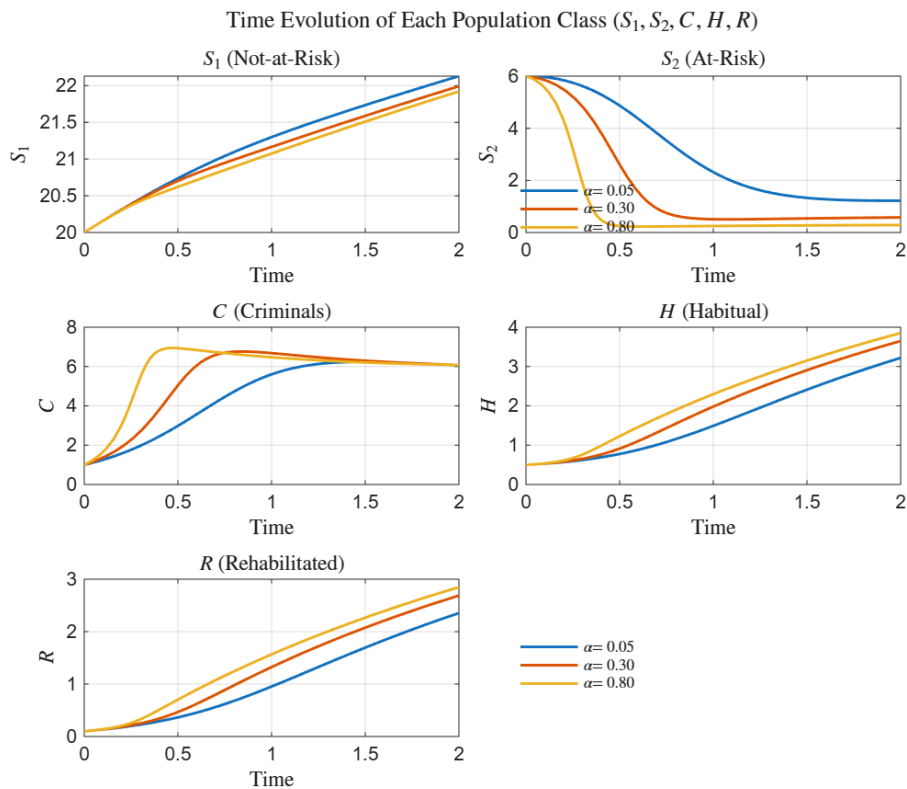 Time Evolution of Each Population Class (S₁, S₂, C, H, R)
S₁ (Not-at-Risk)
S₁
22
21.5
21
20.5
20
0 0.5 1 1.5 2
Time
S₂ (At-Risk)
S₂
6
4
2
0
α= 0.05
α= 0.30
α= 0.80
0 0.5 1 1.5 2
Time
C (Criminals)
C
8
6
4
2
0
0 0.5 1 1.5 2
Time
H (Habitual)
H
4
3
2
1
0
0 0.5 1 1.5 2
Time
R (Rehabilitated)
R
3
2
1
0
0 0.5 1 1.5 2
Time
α= 0.05
α= 0.30
α= 0.80